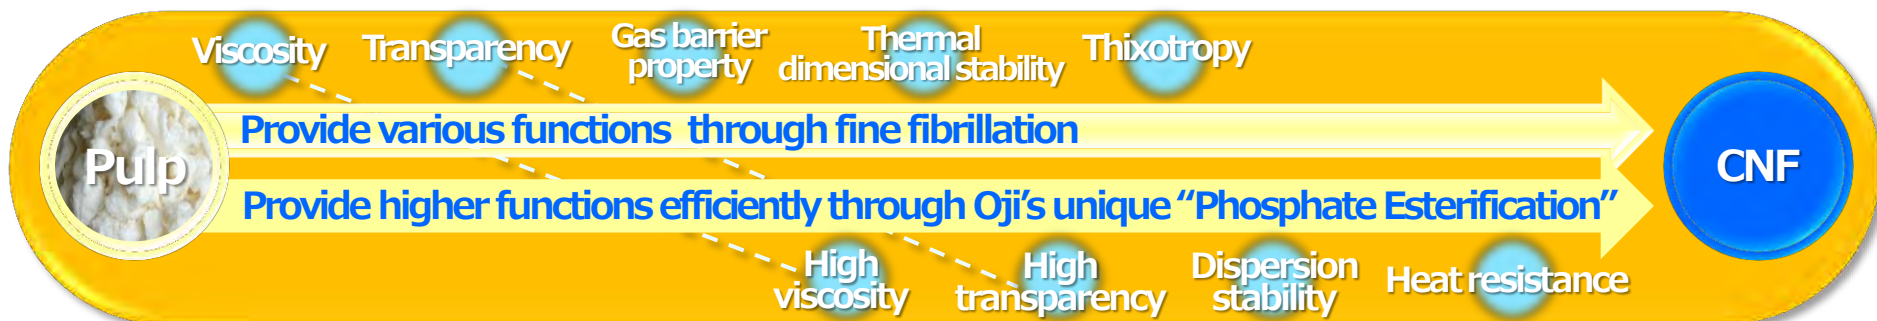 Viscosity
Transparency
Gas barrier
property
Thermal
dimensional stability
Thixotropy
Pulp
Provide various functions through fine fibrillation
Provide higher functions efficiently through Oji's unique “Phosphate Esterification”
CNF
High
viscosity
High
transparency
Dispersion
stability
Heat resistance